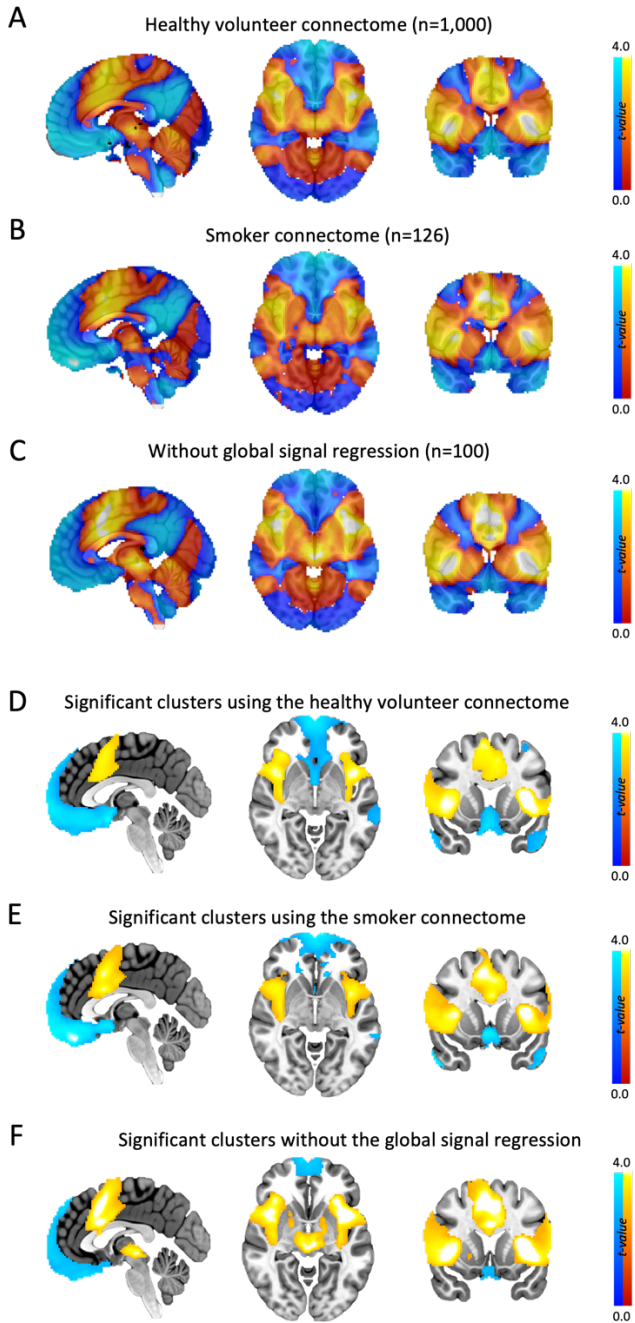 A
Healthy volunteer connectome (n=1,000)
4.0
t-value
0.0
B
Smoker connectome (n=126)
4.0
t-value
0.0
C
Without global signal regression (n=100)
4.0
t-value
0.0
D
Significant clusters using the healthy volunteer connectome
4.0
t-value
0.0
E
Significant clusters using the smoker connectome
4.0
t-value
0.0
F
Significant clusters without the global signal regression
4.0
t-value
0.0